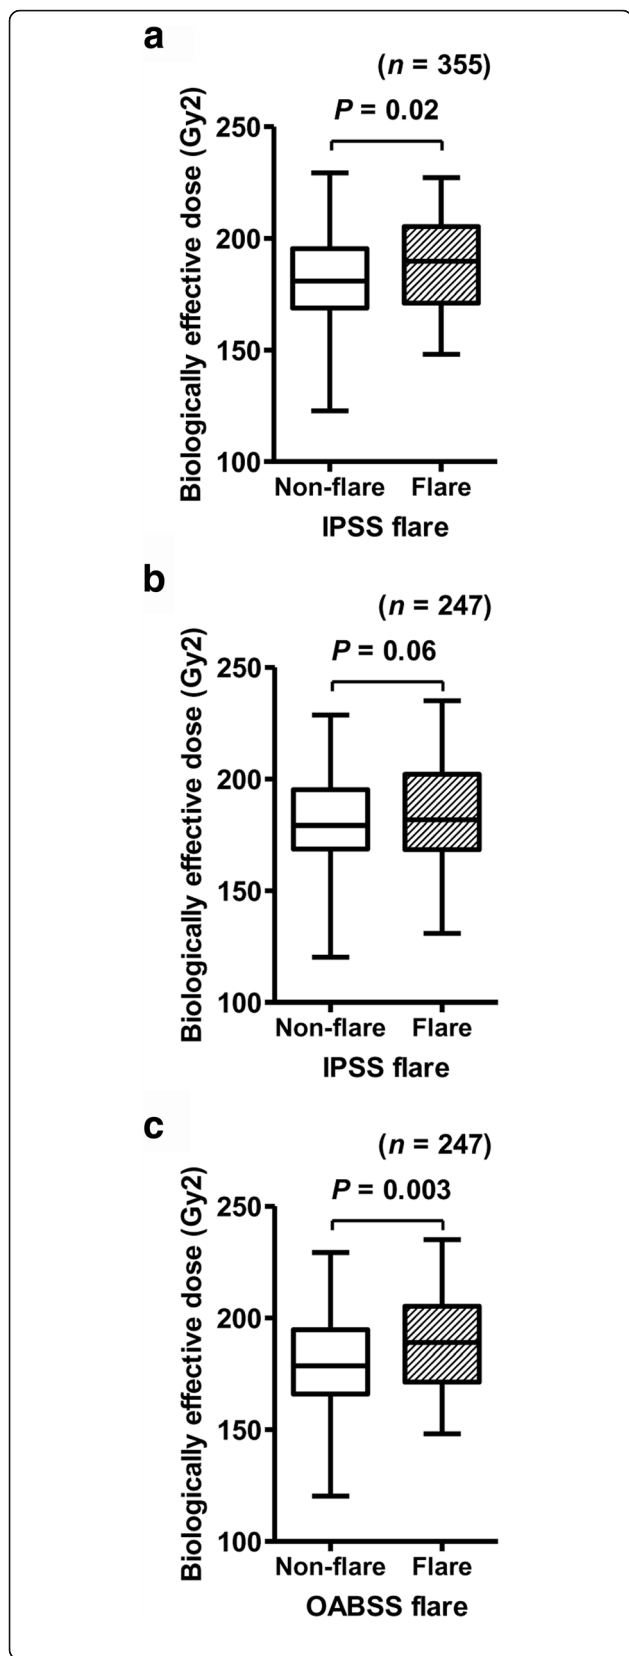 a
(n = 355)
P = 0.02
Biologically effective dose (Gy2)
250
200
150
100
Non-flare Flare
IPSS flare
b
(n = 247)
P = 0.06
Biologically effective dose (Gy2)
250
200
150
100
Non-flare Flare
IPSS flare
c
(n = 247)
P = 0.003
Biologically effective dose (Gy2)
250
200
150
100
Non-flare Flare
OABSS flare